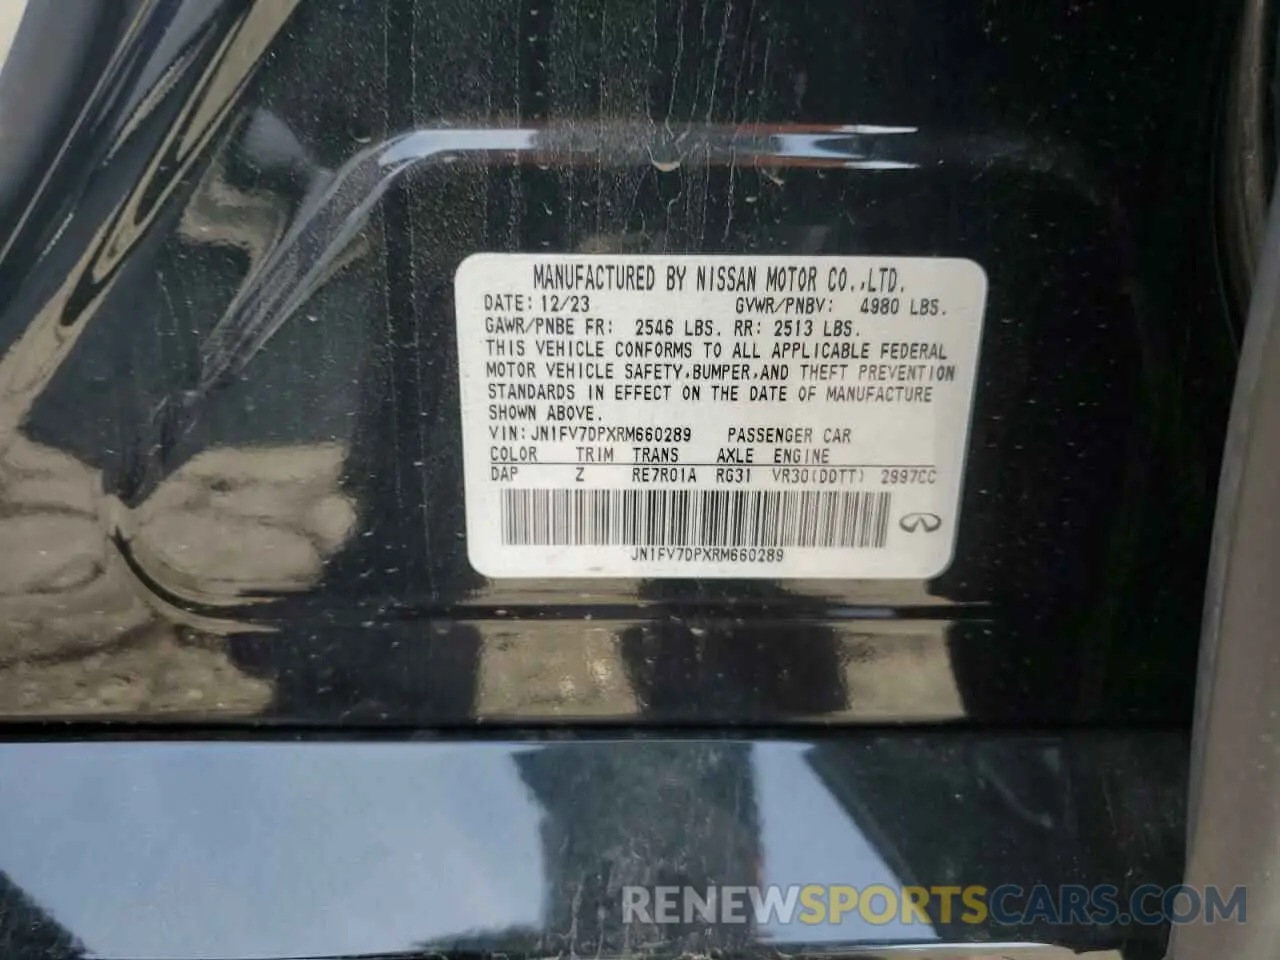 MANUFACTURED BY NISSAN MOTOR CO.,LTD.
DATE: 12/23 GVWR/PNBV: 4980 LBS.
GAWR/PNBE FR: 2546 LBS. RR: 2513 LBS.
THIS VEHICLE CONFORMS TO ALL APPLICABLE FEDERAL
MOTOR VEHICLE SAFETY,BUMPER,AND THEFT PREVENTION
STANDARDS IN EFFECT ON THE DATE OF MANUFACTURE
SHOWN ABOVE.
VIN: JN1FV7DPXRM660289 PASSENGER CAR
COLOR TRIM TRANS AXLE ENGINE
DAP Z RE7R01A RG31 VR30(DDTT) 2997CC
JN1FV7DPXRM660289
RENEWSPORTSCARS.COM